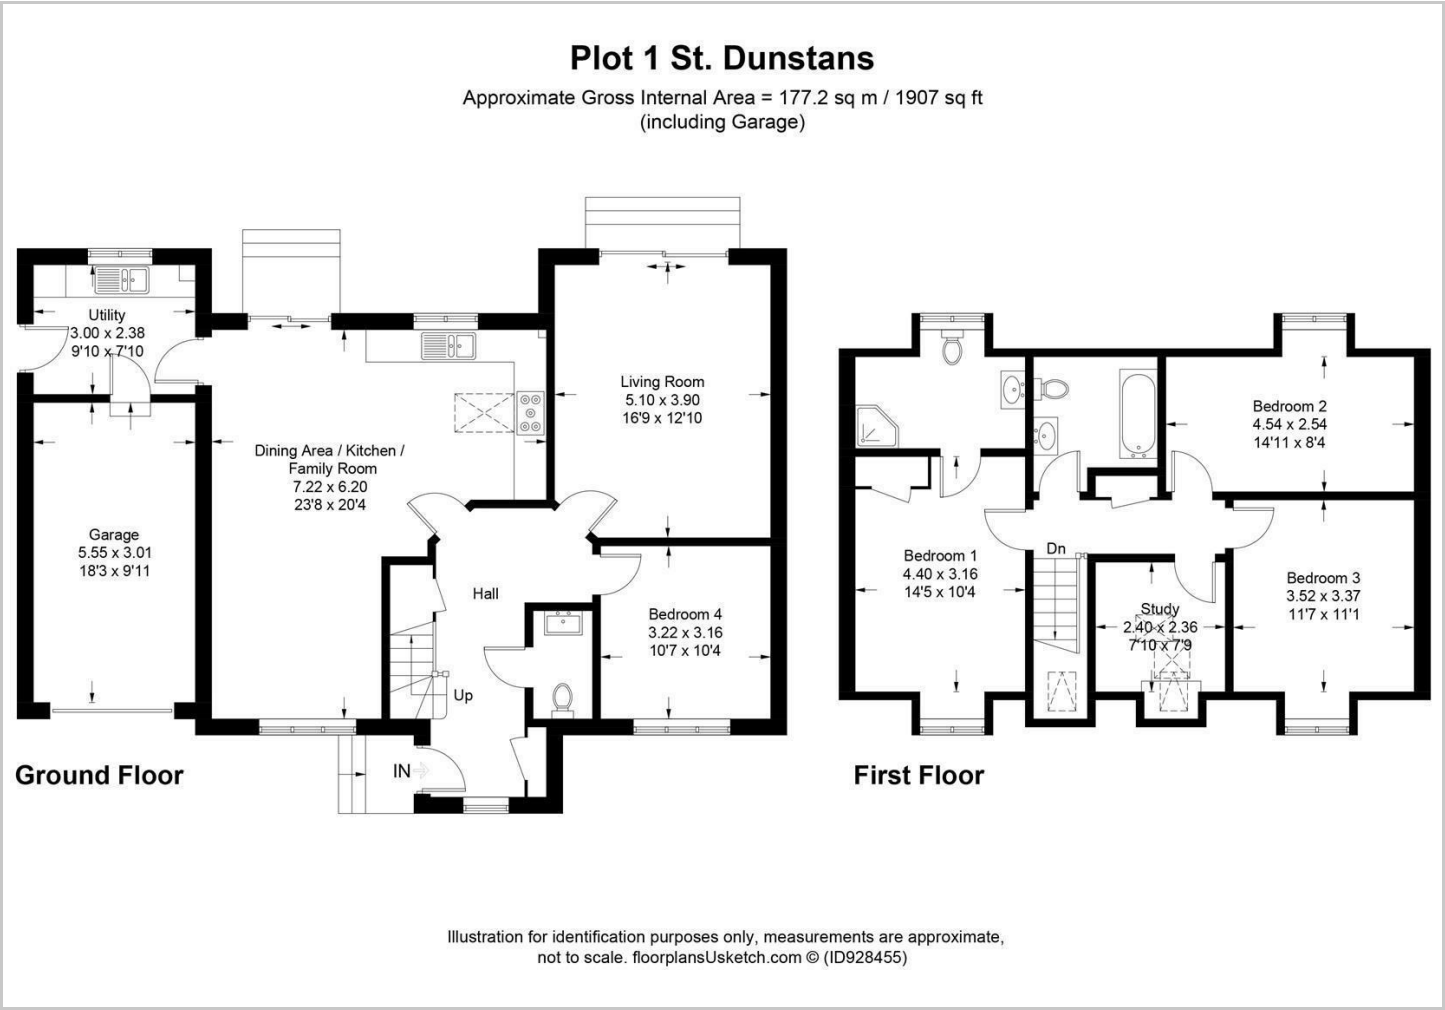 Plot 1 St. Dunstans
Approximate Gross Internal Area = 177.2 sq m / 1907 sq ft
(including Garage)
Utility
3.00 x 2.38
9'10 x 7'10
Dining Area / Kitchen /
Family Room
7.22 x 6.20
23'8 x 20'4
Living Room
5.10 x 3.90
16'9 x 12'10
Garage
5.55 x 3.01
18'3 x 9'11
Hall
Bedroom 4
3.22 x 3.16
10'7 x 10'4
Up
IN
Ground Floor
Bedroom 2
4.54 x 2.54
14'11 x 8'4
Bedroom 1
4.40 x 3.16
14'5 x 10'4
Dn
Study
2.40 x 2.36
7'10 x 7'9
Bedroom 3
3.52 x 3.37
11'7 x 11'1
First Floor
Illustration for identification purposes only, measurements are approximate,
not to scale. floorplansUsketch.com © (ID928455)